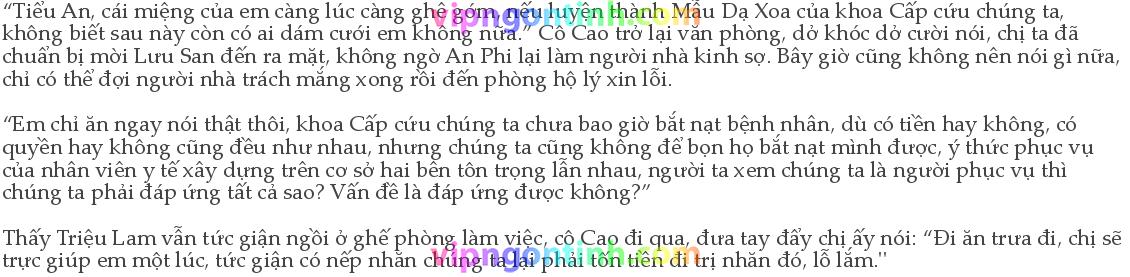 “Tiểu An, cái miệng của em càng lúc càng ghê gớm, nếu truyền thành Mẫu Dạ Xoa của khoa Cấp cứu chúng ta,
không biết sau này còn có ai dám cưới em không nữa.” Cô Cao trở lại văn phòng, dở khóc dở cười nói, chị ta đã
chuẩn bị mời Lưu San đến ra mặt, không ngờ An Phi lại làm người nhà kinh sợ. Bây giờ cũng không nên nói gì nữa,
chỉ có thể đợi người nhà trách mắng xong rồi đến phòng hộ lý xin lỗi.
“Em chỉ ăn ngay nói thật thôi, khoa Cấp cứu chúng ta chưa bao giờ bắt nạt bệnh nhân, dù có tiền hay không, có
quyền hay không cũng đều như nhau, nhưng chúng ta cũng không để bọn họ bắt nạt mình được, ý thức phục vụ
của nhân viên y tế xây dựng trên cơ sở hai bên tôn trọng lẫn nhau, người ta xem chúng ta là người phục vụ thì
chúng ta phải đáp ứng tất cả sao? Vấn đề là đáp ứng được không?”
Thấy Triệu Lam vẫn tức giận ngồi ở ghế phòng làm việc, cô Cao đi qua, đưa tay đẩy chị ấy nói: “Đi ăn trưa đi, chị sẽ
trực giúp em một lúc, tức giận có nếp nhăn chúng ta lại phải tốn tiền đi trị nhăn đó, lỗ lắm.''
vipngontinh.com
vipngontinh.com